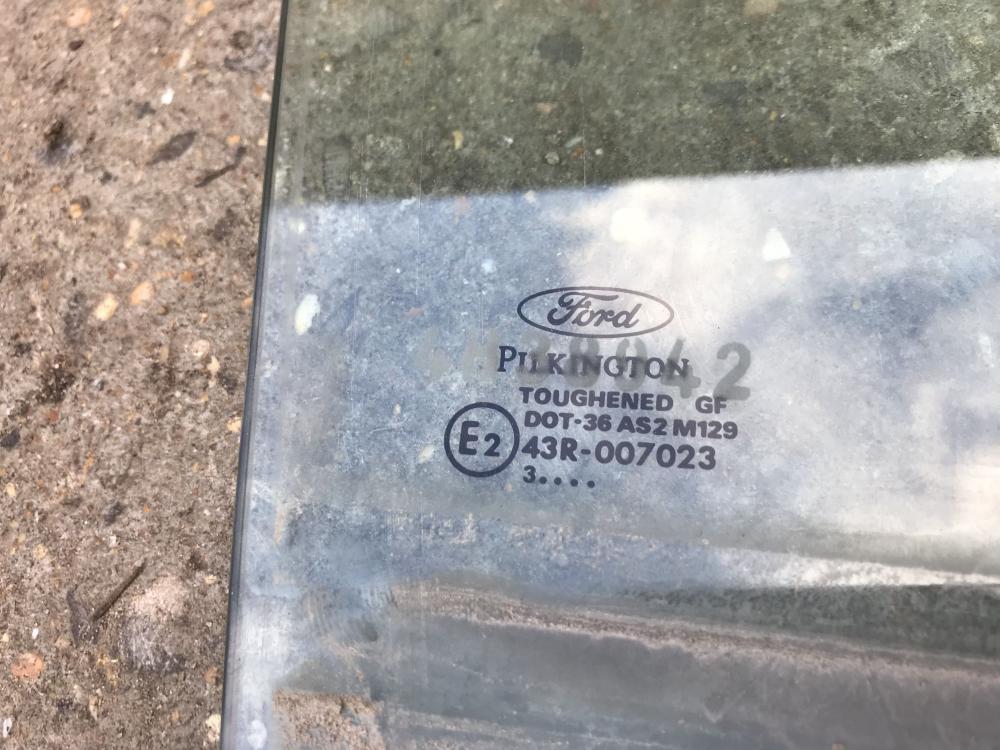 Ford
PILKINGTON
TOUGHENED GF
DOT-36 AS2 M129
E2 43R-007023
3....